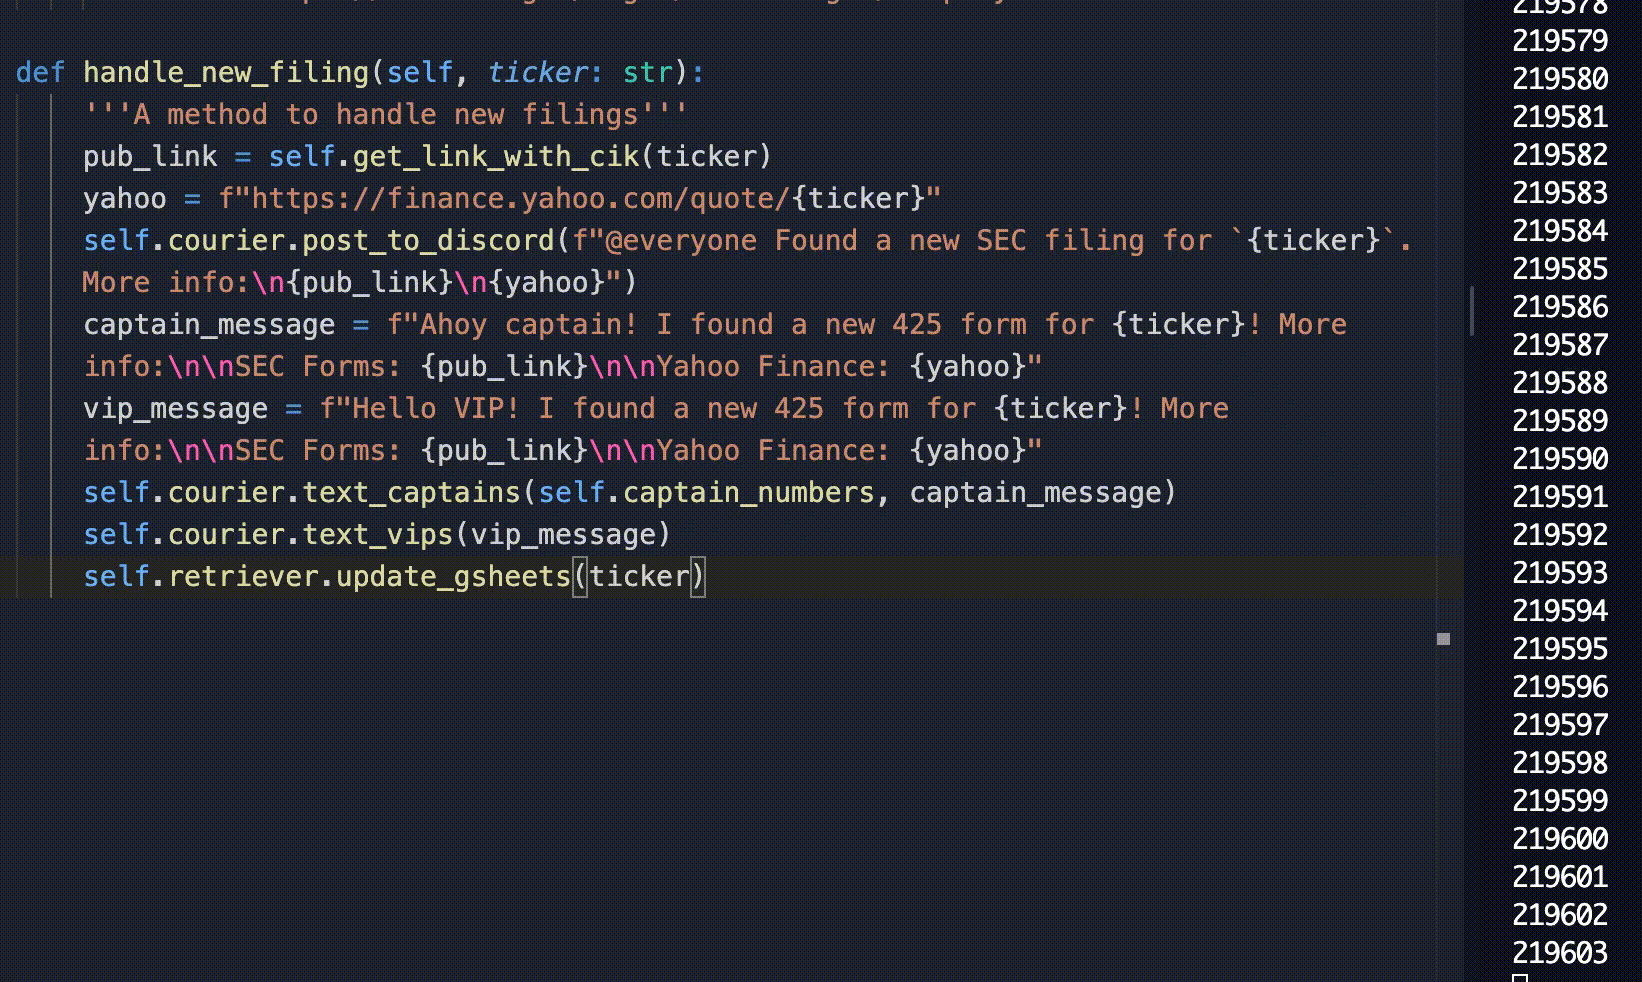 def handle_new_filing(self, ticker: str):
'''A method to handle new filings'''
pub_link = self.get_link_with_cik(ticker)
yahoo = f"https://finance.yahoo.com/quote/{ticker}"
self.courier.post_to_discord(f"@everyone Found a new SEC filing for `{ticker}`.
More info:\n{pub_link}\n{yahoo}")
captain_message = f"Ahoy captain! I found a new 425 form for {ticker}! More
info:\n\nSEC Forms: {pub_link}\n\nYahoo Finance: {yahoo}"
vip_message = f"Hello VIP! I found a new 425 form for {ticker}! More
info:\n\nSEC Forms: {pub_link}\n\nYahoo Finance: {yahoo}"
self.courier.text_captains(self.captain_numbers, captain_message)
self.courier.text_vips(vip_message)
self.retriever.update_gsheets(ticker)
219578
219579
219580
219581
219582
219583
219584
219585
219586
219587
219588
219589
219590
219591
219592
219593
219594
219595
219596
219597
219598
219599
219600
219601
219602
219603